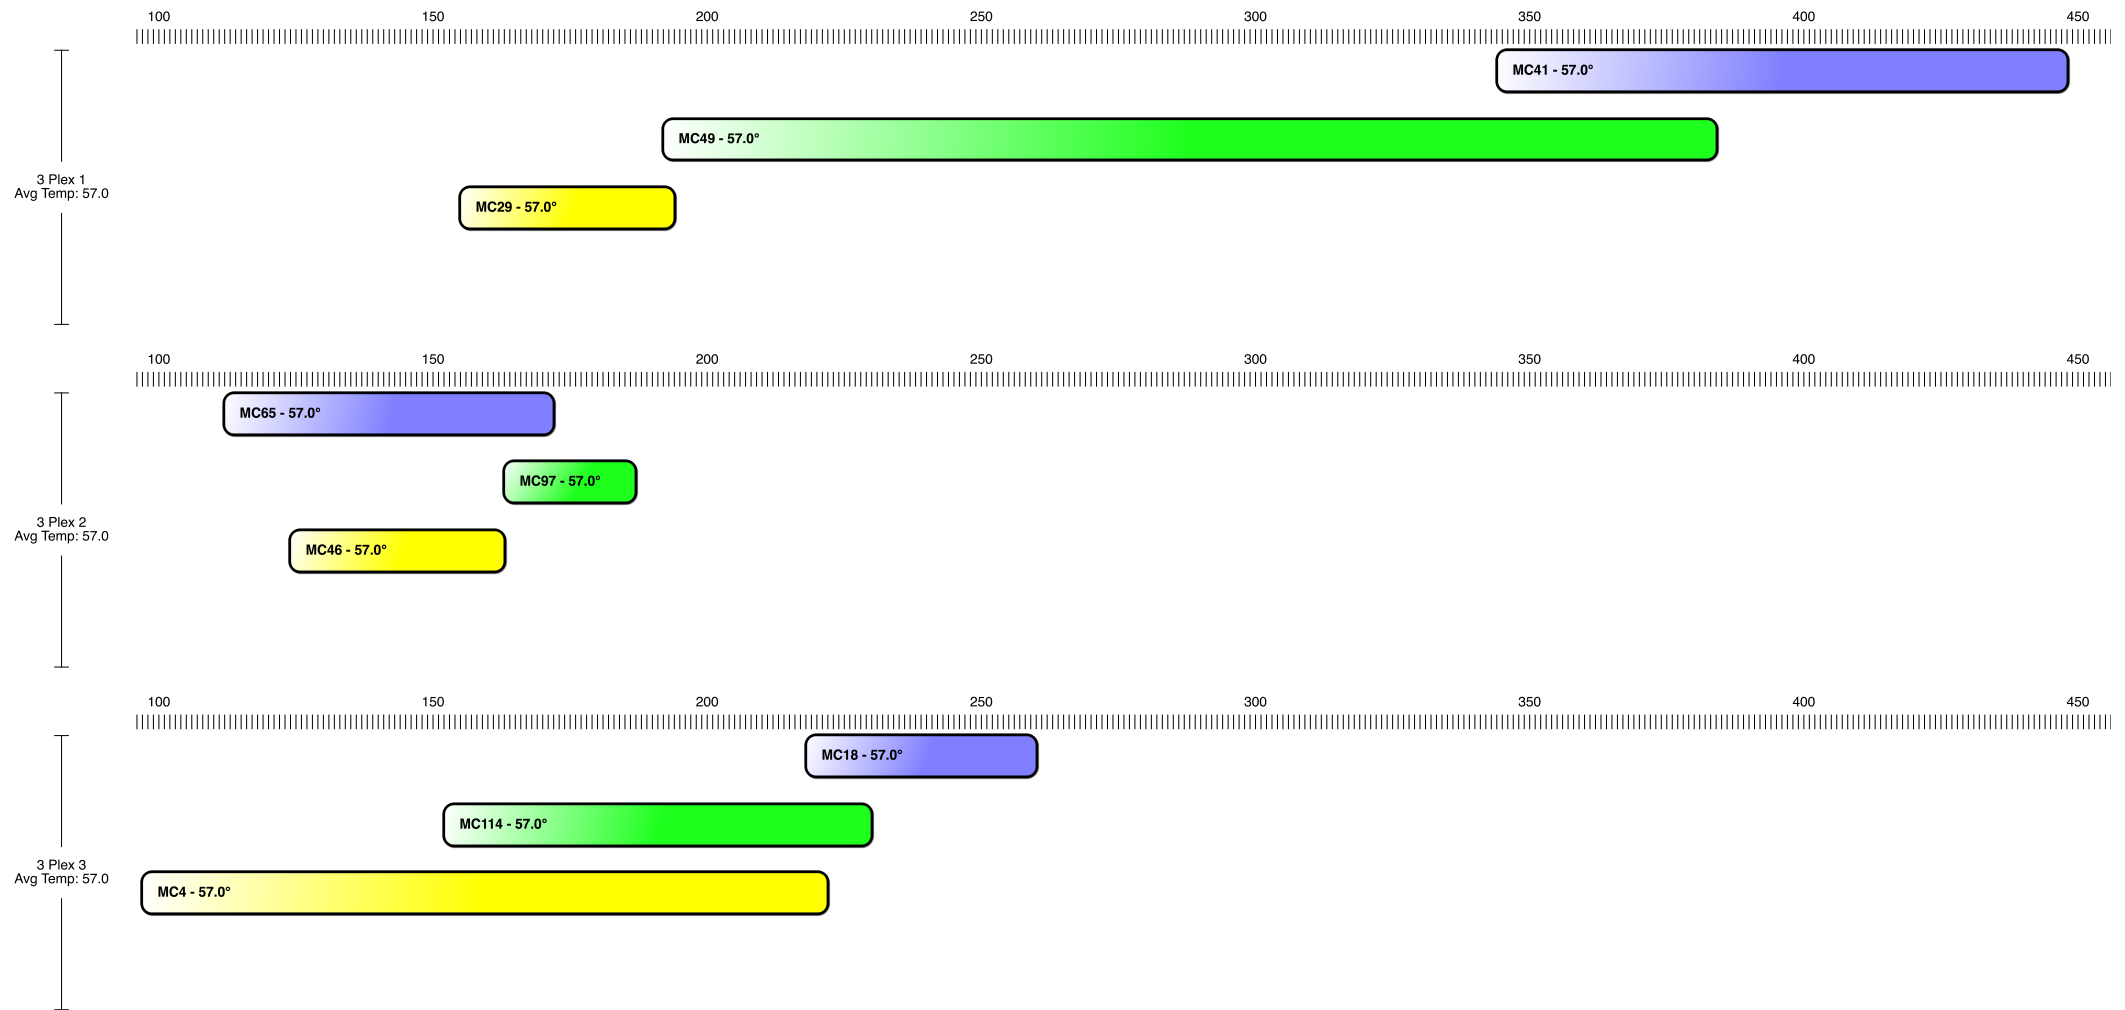 100 150 200 250 300 350 400 450
MC41 - 57.0°
MC49 - 57.0°
3 Plex 1
Avg Temp: 57.0
MC29 - 57.0°
100 150 200 250 300 350 400 450
MC65 - 57.0°
MC97 - 57.0°
3 Plex 2
Avg Temp: 57.0
MC46 - 57.0°
100 150 200 250 300 350 400 450
MC18 - 57.0°
MC114 - 57.0°
3 Plex 3
Avg Temp: 57.0
MC4 - 57.0°